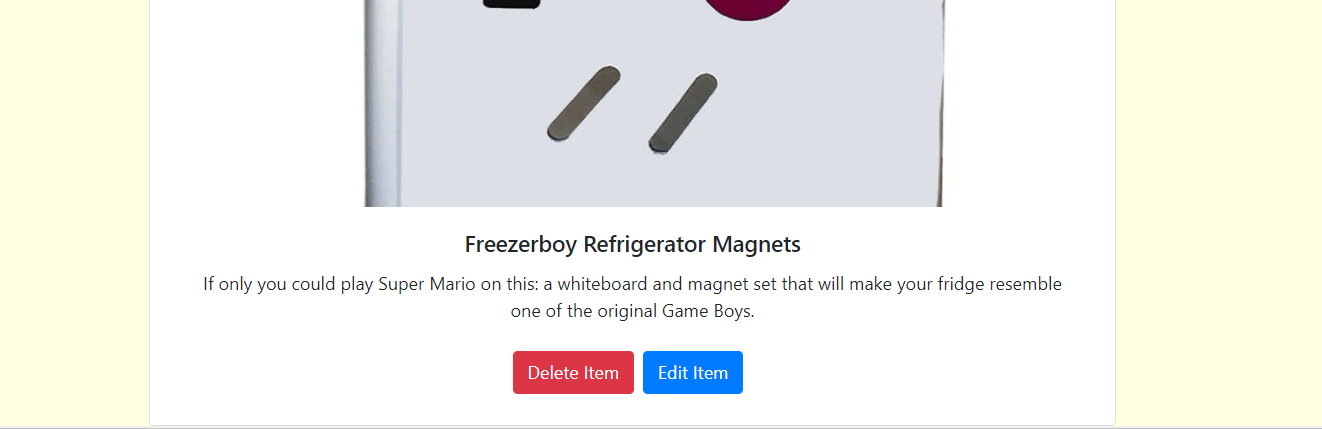 Freezerboy Refrigerator Magnets
If only you could play Super Mario on this: a whiteboard and magnet set that will make your fridge resemble
one of the original Game Boys.
Delete Item Edit Item